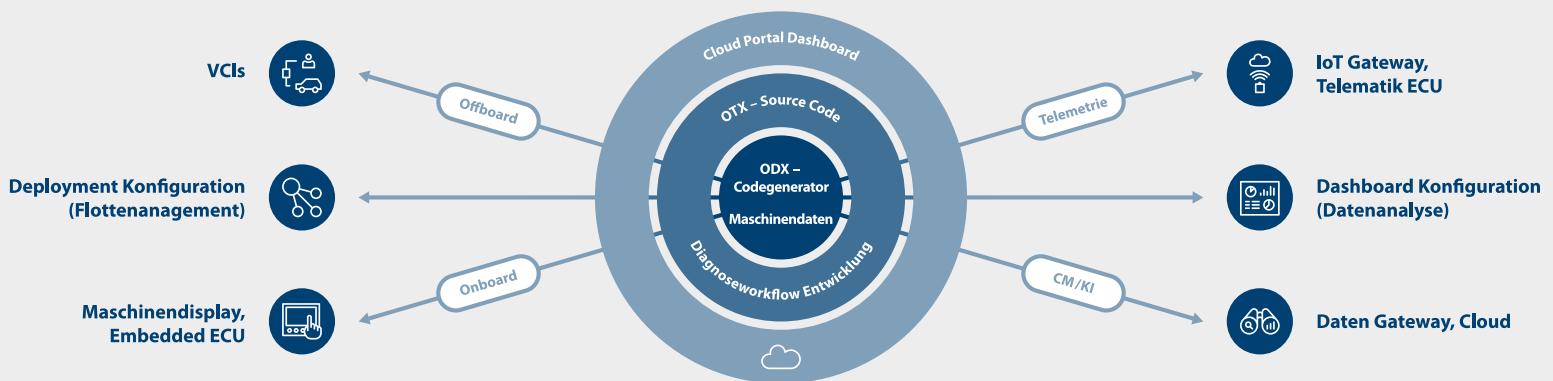 VCIs
Offboard
Deployment Konfiguration
(Flottenanagement)
Onboard
Maschinendisplay,
Embedded ECU
Cloud Portal Dashboard
OTX – Source Code
ODX –
Codegenerator
Maschinendaten
Diagnoseworkflow Entwicklung
Telemetrie
IoT Gateway,
Telematik ECU
Dashboard Konfiguration
(Datenanalyse)
CM/KI
Daten Gateway, Cloud